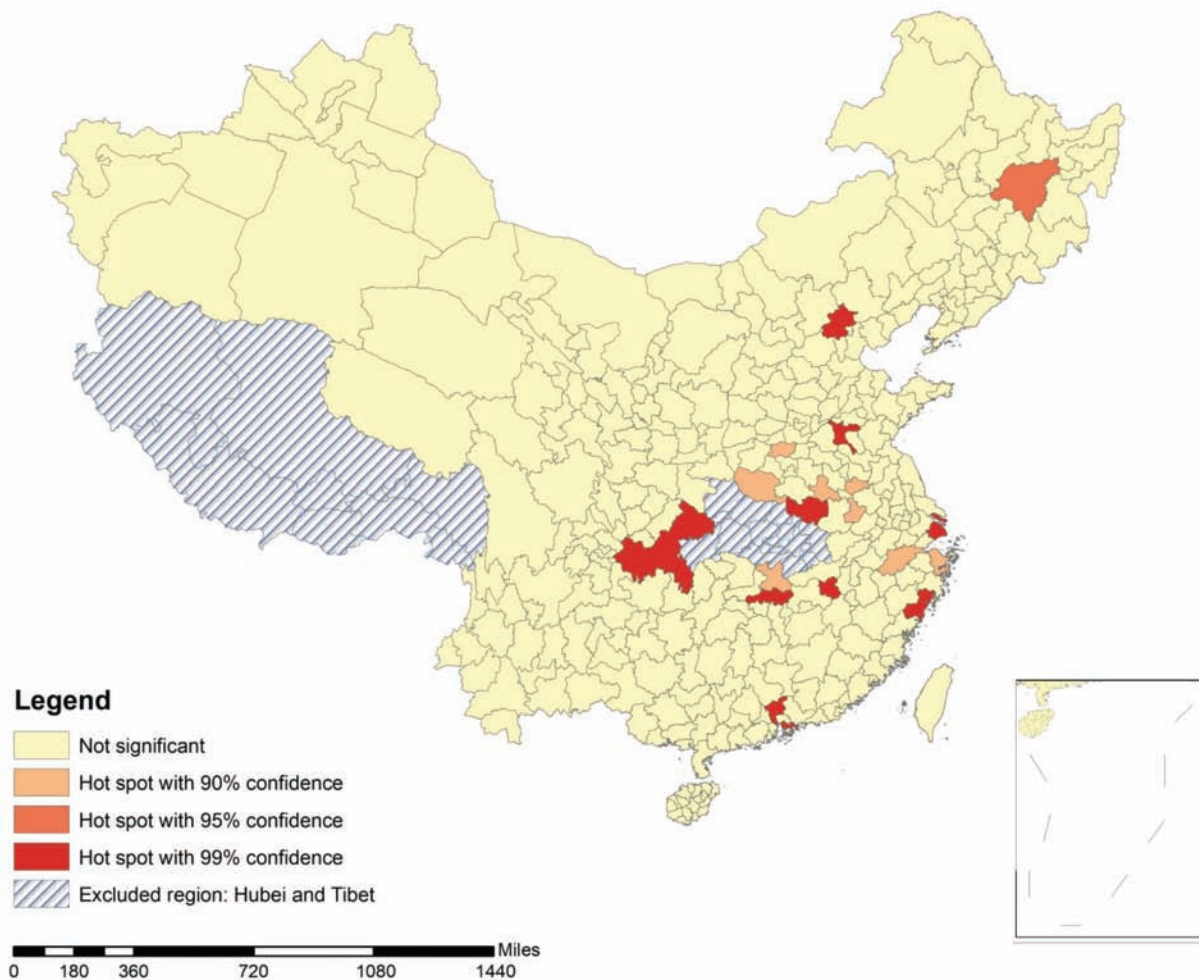 Legend
Not significant
Hot spot with 90% confidence
Hot spot with 95% confidence
Hot spot with 99% confidence
Excluded region: Hubei and Tibet
Miles
0 180 360 720 1080 1440